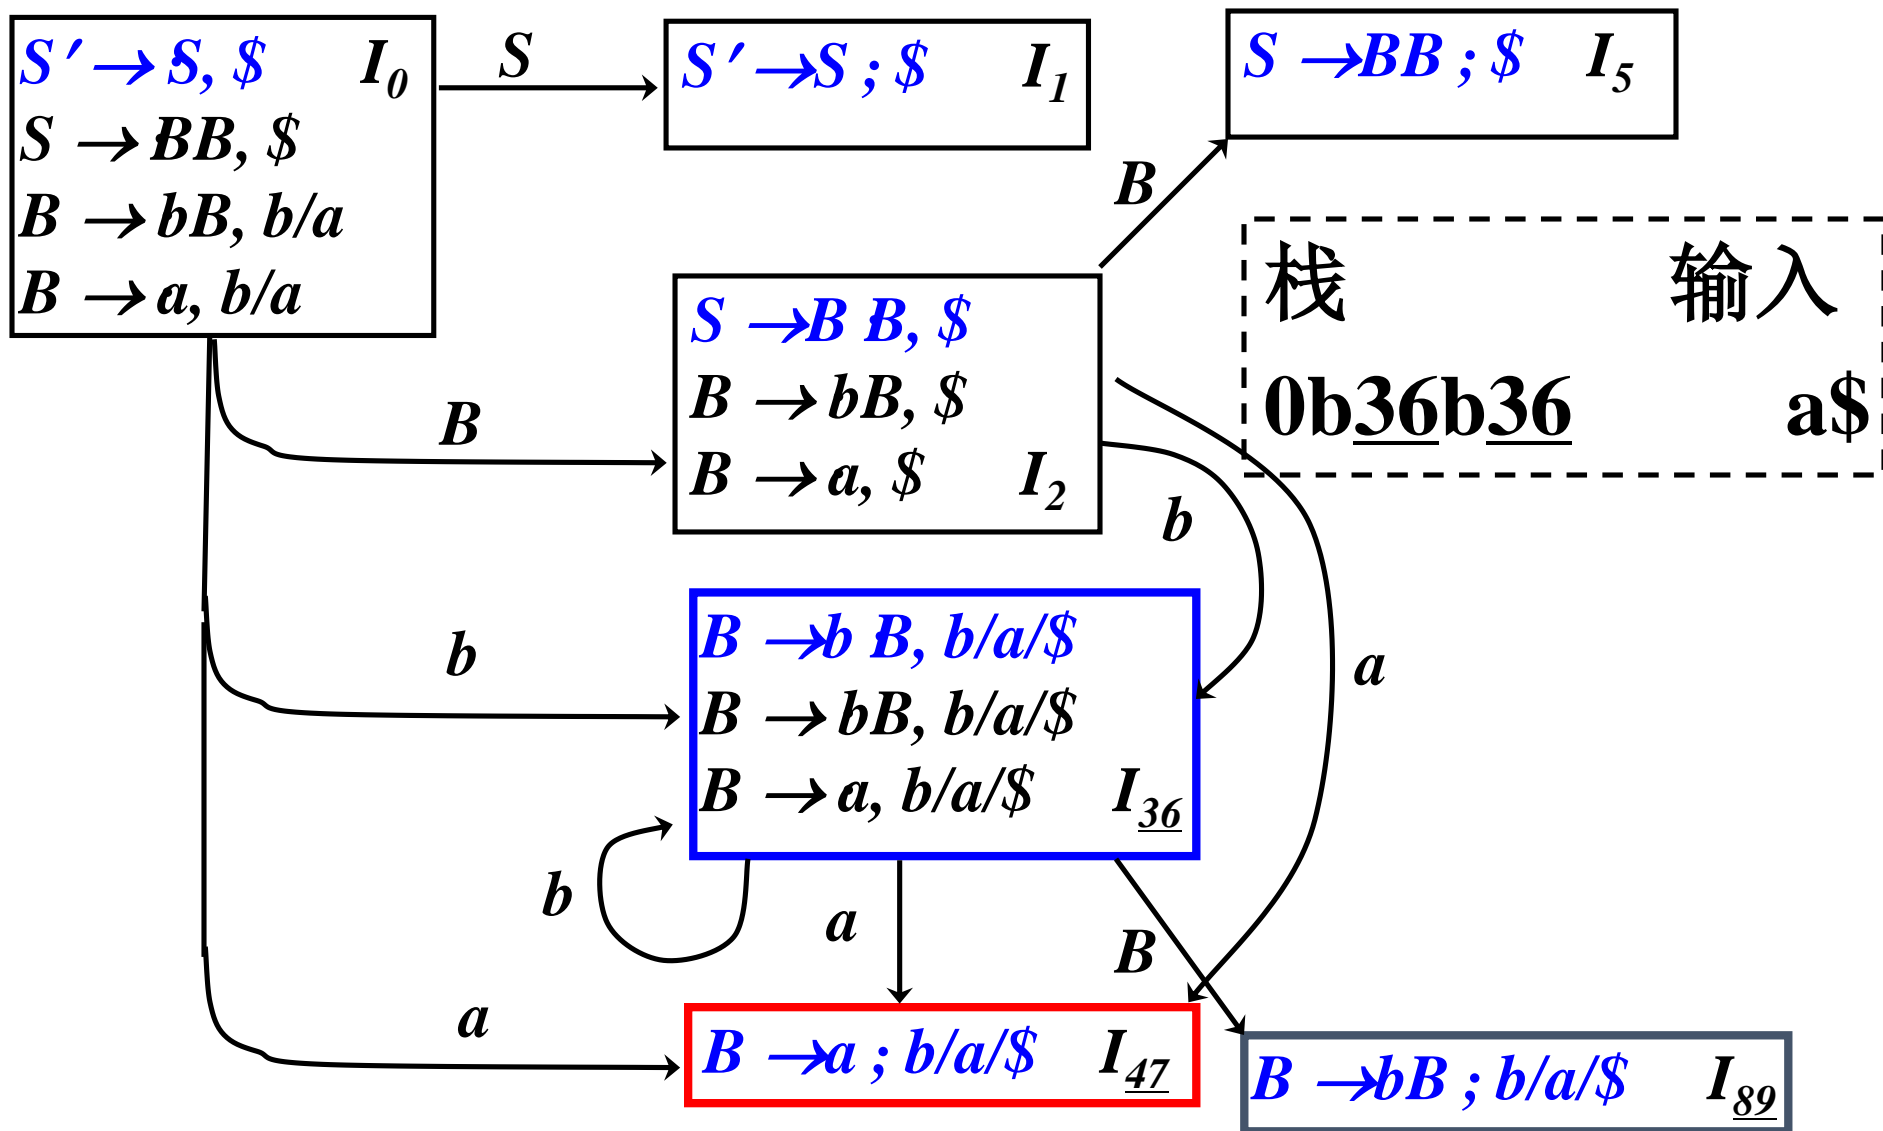 S′ → ·S, $ I0
S → ·BB, $
B → ·bB, b/a
B → ·a, b/a
S
S′ → S·, $ I1
S → BB·, $ I5
B
B
S → B·B, $
B → ·bB, $
B → ·a, $ I2
栈 输入
0b36b36 a$
b
a
b
B → b·B, b/a/$
B → ·bB, b/a/$
B → ·a, b/a/$ I36
b
a
B
a
B → a·, b/a/$ I47
B → bB·, b/a/$ I89